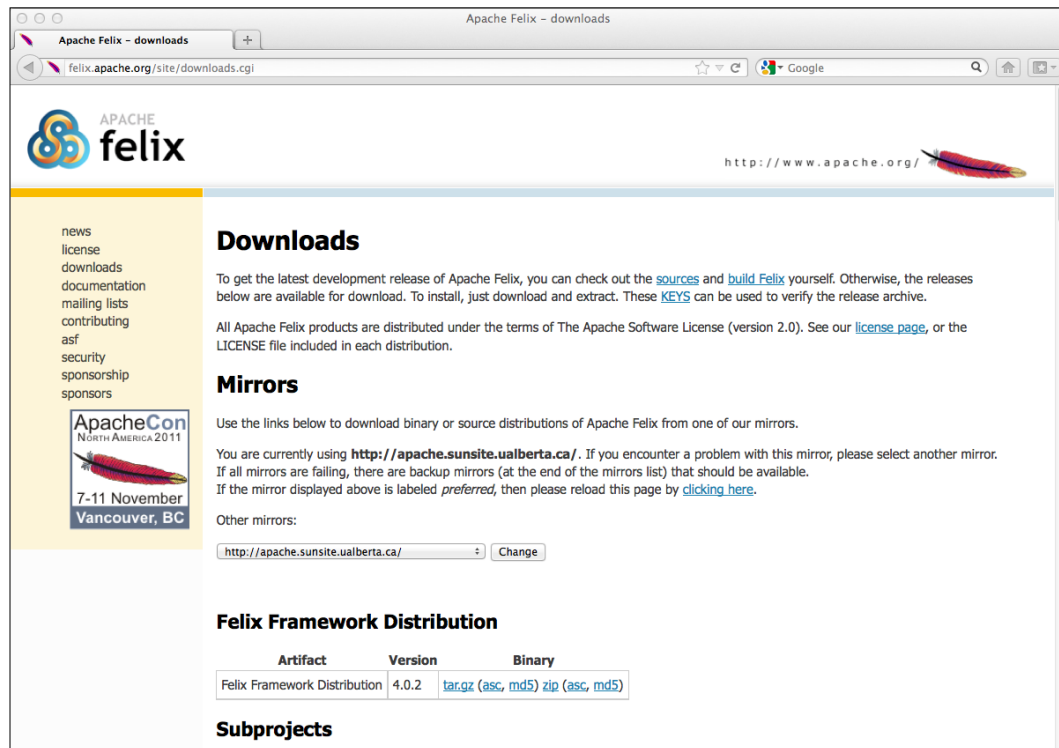 Apache Felix – downloads
Apache Felix – downloads
felix.apache.org/site/downloads.cgi
Google
APACHE
felix
http://www.apache.org/
news
license
downloads
documentation
mailing lists
contributing
asf
security
sponsorship
sponsors
ApacheCon
NORTH AMERICA 2011
7-11 November
Vancouver, BC
Downloads
To get the latest development release of Apache Felix, you can check out the sources and build Felix yourself. Otherwise, the releases
below are available for download. To install, just download and extract. These KEYS can be used to verify the release archive.
All Apache Felix products are distributed under the terms of The Apache Software License (version 2.0). See our license page, or the
LICENSE file included in each distribution.
Mirrors
Use the links below to download binary or source distributions of Apache Felix from one of our mirrors.
You are currently using http://apache.sunsite.ualberta.ca/. If you encounter a problem with this mirror, please select another mirror.
If all mirrors are failing, there are backup mirrors (at the end of the mirrors list) that should be available.
If the mirror displayed above is labeled preferred, then please reload this page by clicking here.
Other mirrors:
http://apache.sunsite.ualberta.ca/ Change
Felix Framework Distribution
Artifact Version Binary
Felix Framework Distribution 4.0.2 tar.gz (asc, md5) zip (asc, md5)
Subprojects